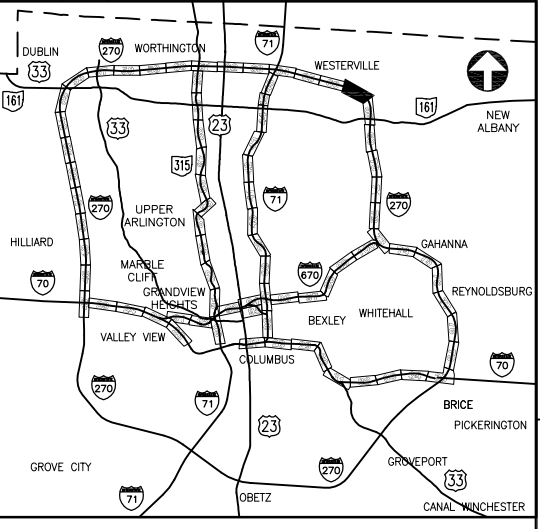 DUBLIN
33
270
WORTHINGTON
71
WESTERVILLE
161
161
NEW
ALBANY
33
23
315
270
71
270
UPPER
ARLINGTON
HILLIARD
GAHANNA
70
MARBLE
CLIFF
670
GRANDVIEW
HEIGHTS
REYNOLDSBURG
BEXLEY
WHITEHALL
VALLEY VIEW
COLUMBUS
70
270
71
BRICE
23
PICKERINGTON
GROVE CITY
270
GROVEPORT
33
71
OBETZ
CANAL WINCHESTER